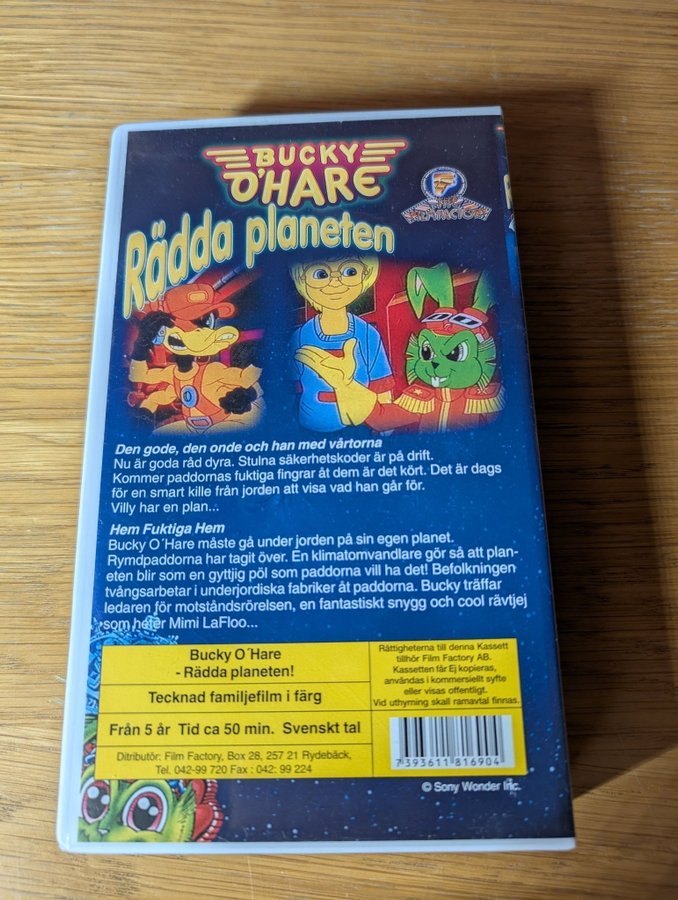 BUCKY
O'HARE
FILM
FACTORY
Rädda planeten
Den gode, den onde och han med vårtorna
Nu är goda råd dyra. Stulna säkerhetskoder är på drift.
Kommer paddornas fuktiga fingrar åt dem är det kört. Det är dags
för en smart kille från jorden att visa vad han går för.
Villy har en plan...
Hem Fuktiga Hem
Bucky O´Hare måste gå under jorden på sin egen planet.
Rymdpaddorna har tagit över. En klimatomvandlare gör så att plan-
eten blir som en gyttjig pöl som paddorna vill ha det! Befolkningen
tvångsarbetar i underjordiska fabriker åt paddorna. Bucky träffar
ledaren för motståndsrörelsen, en fantastiskt snygg och cool rävtjej
som heter Mimi LaFloo...
Bucky O´Hare
- Rädda planeten!
Tecknad familjefilm i färg
Från 5 år Tid ca 50 min. Svenskt tal
Ditributör: Film Factory, Box 28, 257 21 Rydebäck,
Tel. 042-99 720 Fax : 042: 99 224
Rättigheterna till denna Kassett
tillhör Film Factory AB.
Kassetten får Ej kopieras,
användas i kommersiellt syfte
eller visas offentligt.
Vid uthyrning skall ramavtal finnas.
7 393611 816904
© Sony Wonder Inc.